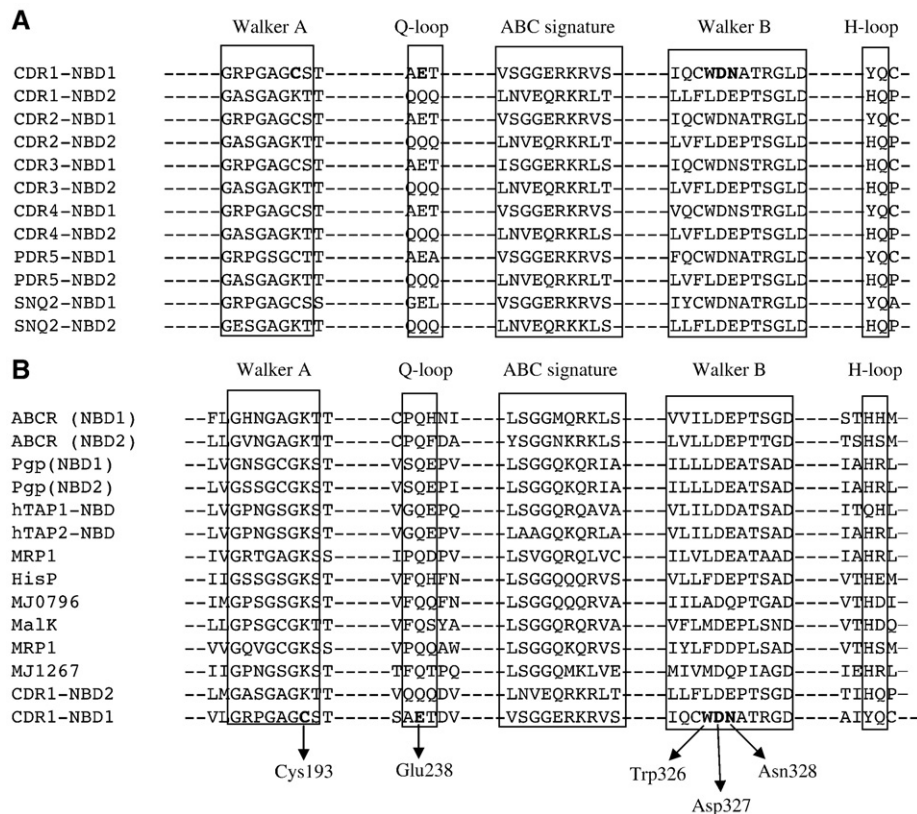 A
Walker A Q-loop ABC signature Walker B H-loop
CDR1-NBD1 ------GRPGAGCST---------AET-------VSGGERKRVS-----IQCWDNATRGLD------YQC--
CDR1-NBD2 ------GASGAGKTT---------QQQ-------LNVEQRKRLT-----LLFLDEPTSGLD------HQP--
CDR2-NBD1 ------GRPGAGCST---------AET-------VSGGERKRVS-----IQCWDNATRGLD------YQC--
CDR2-NBD2 ------GASGAGKTT---------QQQ-------LNVEQRKRLT-----LVFLDEPTSGLD------HQP--
CDR3-NBD1 ------GRPGAGCST---------AET-------ISGGERKRVS-----IQCWDNSTRGLD------HQC--
CDR3-NBD2 ------GASGAGKTT---------QQQ-------LNVEQRKRLT-----LVFLDEPTSGLD------HQP--
CDR4-NBD1 ------GRPGAGCST---------AET-------VSGGERKRVS-----VQCWDNSTRGLD------YQC--
CDR4-NBD2 ------GASGAGKTT---------QQQ-------LNVEQRKRLS-----LVFLDEPTSGLD------HQP--
PDR5-NBD1 ------GRPGSGCTT---------AEA-------VSGGERKRVS-----FQCWDNATRGLD------YQC--
PDR5-NBD2 ------GASGAGKTT---------QQQ-------LNVEQRKRLT-----LVFLDEPTSGLD------HQP--
SNQ2-NBD1 ------GRPGAGCSS---------GEL-------VSGGERKRVS-----IYCWDNATRGLD------YQA--
SNQ2-NBD2 ------GESGAGKTT---------QQQ-------LNVEQRKKLS-----LLFLDEPTSGLD------HQP--
B
Walker A Q-loop ABC signature Walker B H-loop
ABCR (NBD1) --FLGHNGAGKTT-----CPQHNI-----LSGGMQRKLS----VVILDEPTSGD----STHHM-
ABCR (NBD2) --LLGVRKGAGKTT-----CPQFDA-----YSGGNKRKLS----VVLLDEPTTGD----TSHSM-
Pgp(NBD1) --LVGNSGCGKST-----VSQEPV-----LSGGQKQRIA----ILLLDEATSAD----IAHRL-
Pgp(NBD2) --LVGSSGCGKST-----VSQEPI-----LSGGQKQRIA----ILLLDEATSAD----IAHRL-
hTAP1-NBD --LVGPNGSGKST-----VGQEPQ-----LSGGQRQAVA----VLILDDATSAD----ITQHL-
hTAP2-NBD --LVGPNGSGKST-----VGQEPV-----LAAGQKQRLA----VLILDEATSAD----IAHRL-
MRP1 --IVGRTGAGKSS-----IPQDPV-----LSVGQRQLVC----ILVLDEATAAD----IAHRL-
HisP --IIGSSGSGKST-----VFQHFN-----LSGGQQQRVS----VLLFDEPTSAD----VTHEM-
MJ0796 --IMGPSGSGKST-----VFQQFN-----LSGGQQQRVA----IILADQPTGAD----VTHDI-
MalK --LLGPSGCGKST-----VFQSYA-----LSGGQRQRVA----VFLMDEPLSND----VTHDQ-
MRP1 --VVGQVGCGKSS-----VPQQAW-----LSGGQKQRVS----IYLFDDPLSAD----VTHSM-
MJ1267 --IIGPNGSGKST-----TFQTPQ-----LSGGQMKLVE----MIVMDQPIAGD----IEHRL-
CDR1-NBD2 --LMGASGAGKTT-----VQQQDV-----LNVEQRKRLT----LLFLDEPTSGD----TIHQP-
CDR1-NBD1 --VLGRPGAGCST-----SAETDV-----VSGGERKRVS----IQCWDNATRGD----AIYQC--
Cys193 Glu238 Trp326 Asn328
Asp327